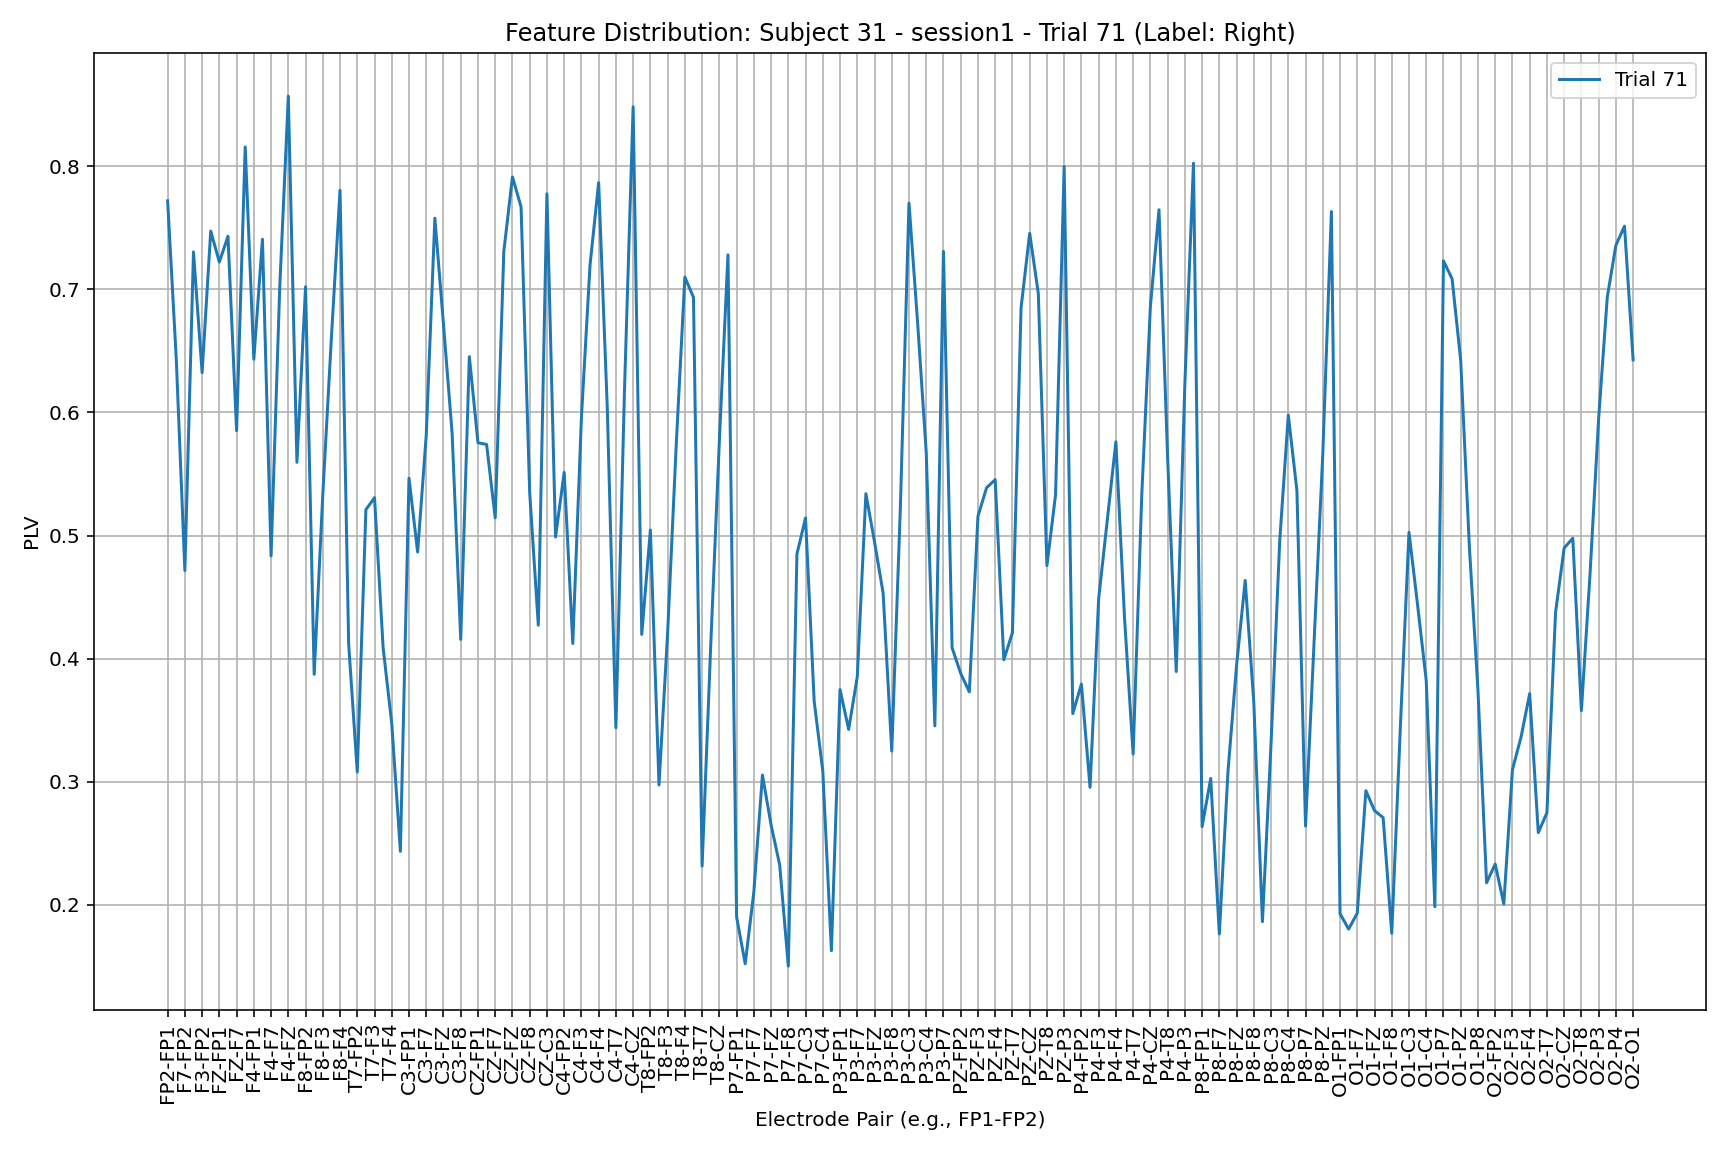 Feature Distribution: Subject 31 - session1 - Trial 71 (Label: Right)
Trial 71
PLV
0.8
0.7
0.6
0.5
0.4
0.3
0.2
FP2-FP1
F7-FP2
F3-FP2
FZ-FP1
FZ-F7
F4-FP1
F4-F7
F4-FZ
F8-FP2
F8-F3
F8-F4
T7-FP2
T7-F3
T7-F4
C3-FP1
C3-F7
C3-FZ
C3-F8
CZ-FP1
CZ-F7
CZ-FZ
CZ-F8
CZ-C3
C4-FP2
C4-F3
C4-F4
C4-T7
C4-CZ
T8-FP2
T8-F3
T8-F4
T8-T7
T8-CZ
P7-FP1
P7-F7
P7-FZ
P7-F8
P7-C3
P7-C4
P3-FP1
P3-F7
P3-FZ
P3-F8
P3-C3
P3-C4
P3-P7
PZ-FP2
PZ-F3
PZ-F4
PZ-T7
PZ-CZ
PZ-T8
PZ-P3
P4-FP2
P4-F3
P4-F4
P4-T7
P4-CZ
P4-T8
P4-P3
P8-FP1
P8-F7
P8-FZ
P8-F8
P8-C3
P8-C4
P8-P7
P8-PZ
O1-FP1
O1-F7
O1-FZ
O1-F8
O1-C3
O1-C4
O1-P7
O1-PZ
O1-P8
O2-FP2
O2-F3
O2-F4
O2-T7
O2-CZ
O2-T8
O2-P3
O2-P4
O2-O1
Electrode Pair (e.g., FP1-FP2)